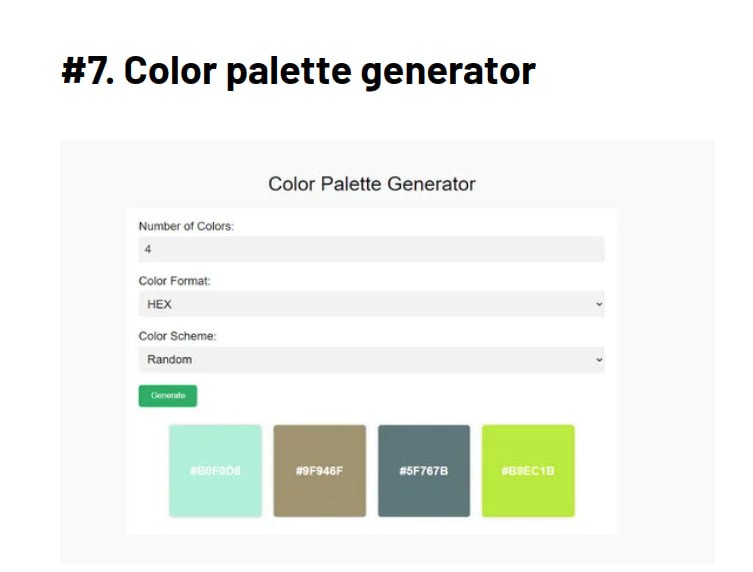 #7. Color palette generator
Color Palette Generator
Number of Colors:
4
Color Format:
HEX
Color Scheme:
Random
Generate
#B0F0D8 #9F946F #5F767B #B9EC1B